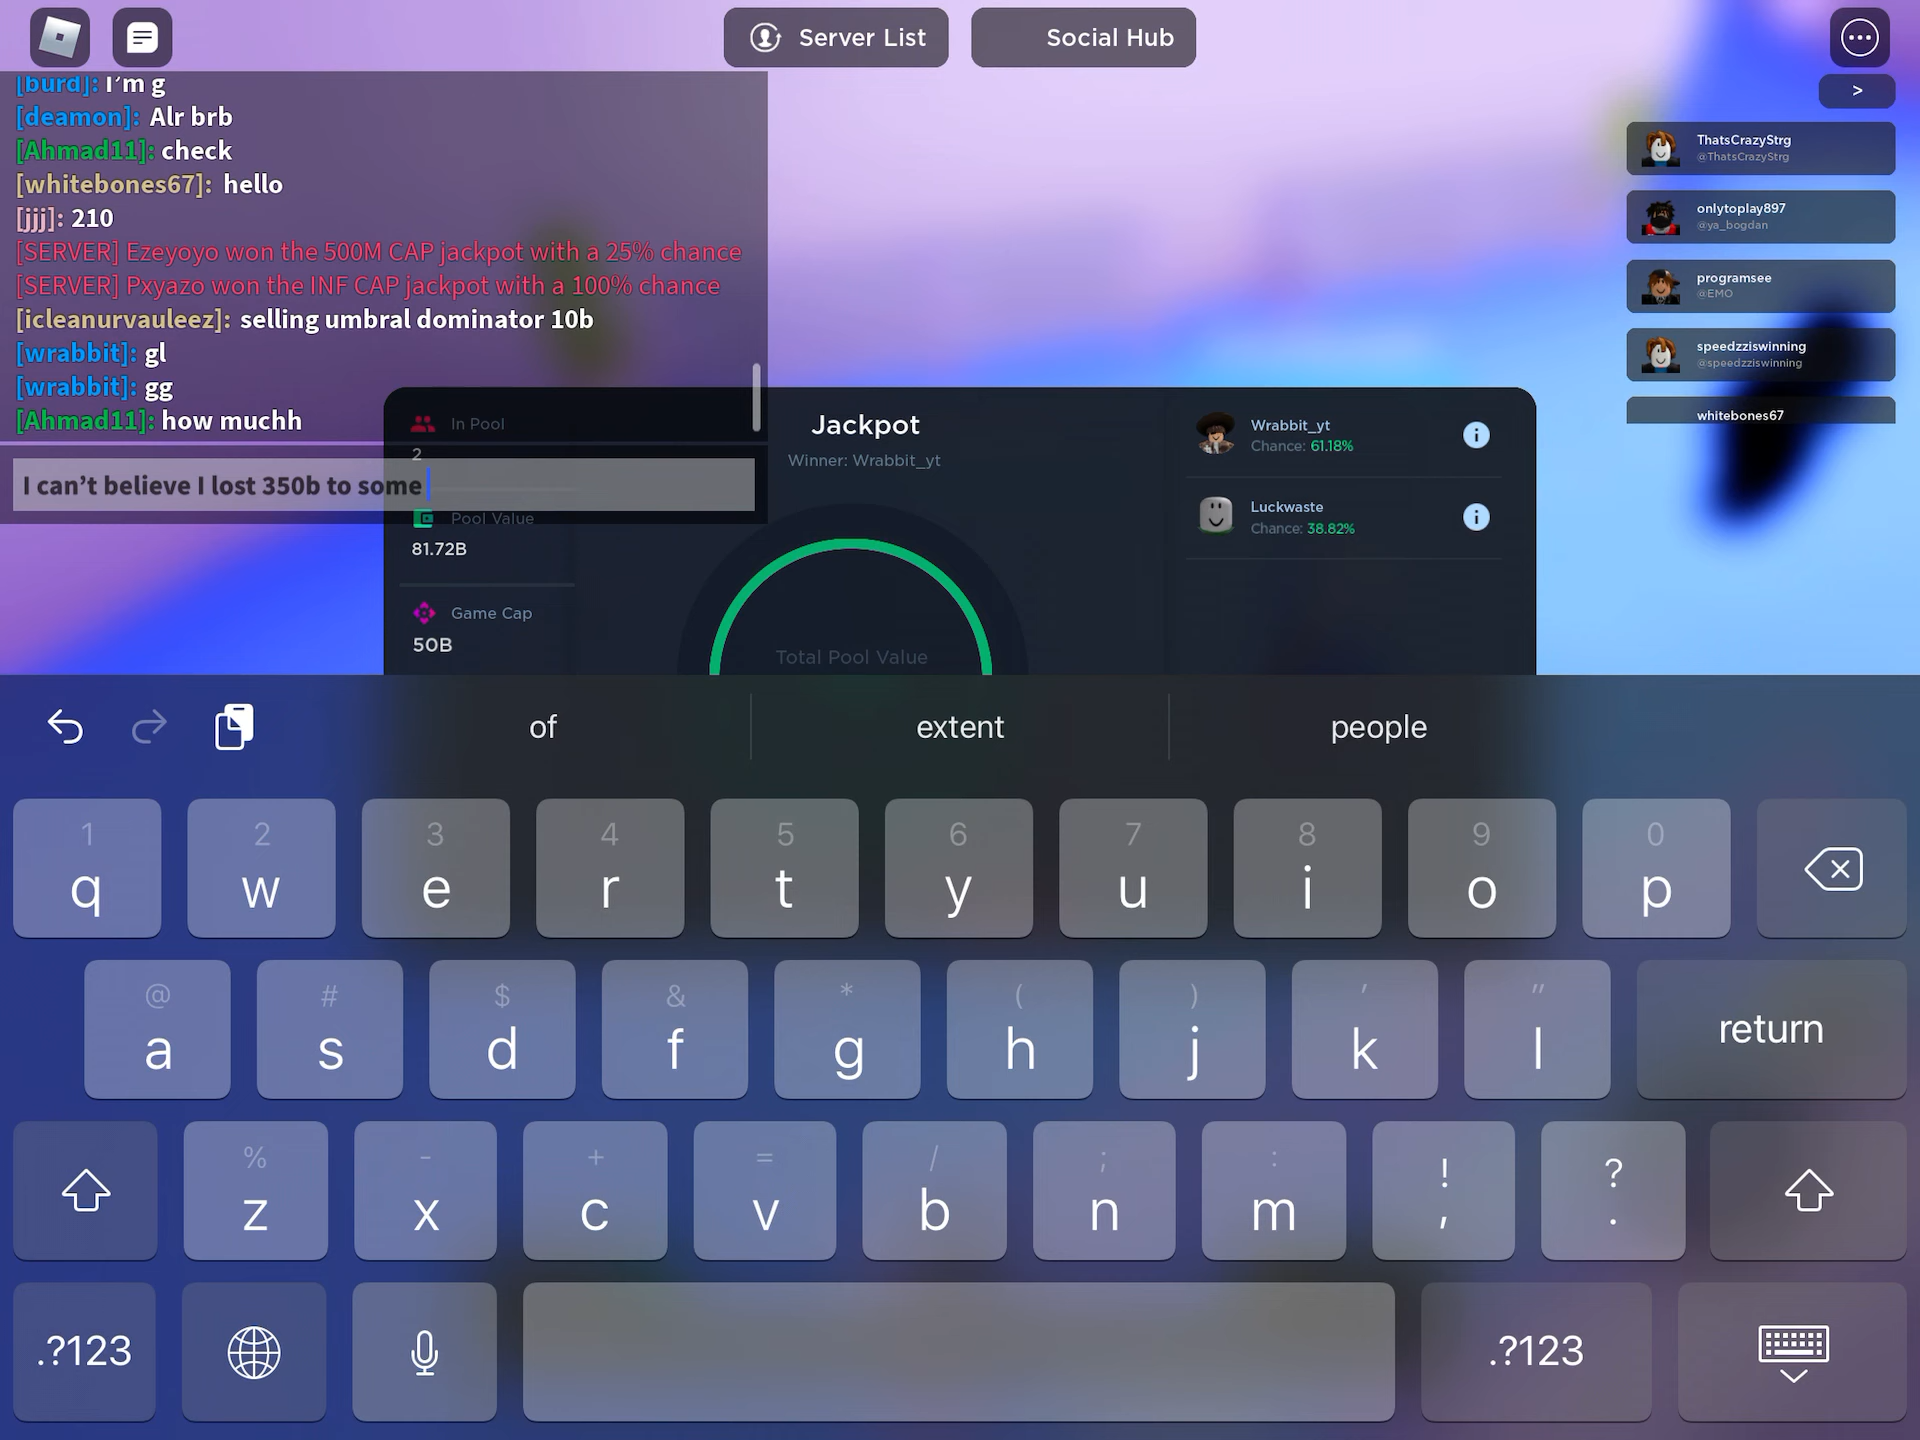 Server List
Social Hub
[burd]: I'm g
[deamon]: Alr brb
[Ahmad11]: check
[whitebones67]: hello
[jjj]: 210
[SERVER] Ezeyoyo won the 500M CAP jackpot with a 25% chance
[SERVER] Pxyazo won the INF CAP jackpot with a 100% chance
[icleanurvauleez]: selling umbral dominator 10b
[wrabbit]: gl
[wrabbit]: gg
[Ahmad11]: how muchh
I can’t believe I lost 350b to some
>
ThatsCrazyStrg
@ThatsCrazyStrg
onlytoplay897
@ya_bogdan
programsee
@EMO
speedzziswinning
@speedzziswinning
whitebones67
In Pool
2
Pool Value
81.72B
Game Cap
50B
Jackpot
Winner: Wrabbit_yt
Total Pool Value
Wrabbit_yt
Chance: 61.18%
Luckwaste
Chance: 38.82%
of extent people
1 2 3 4 5 6 7 8 9 0
q w e r t y u i o p
@ # $ & * ( ) ' "
a s d f g h j k l return
% - + = / ; : ! ?
z x c v b n m , .
.?123 .?123